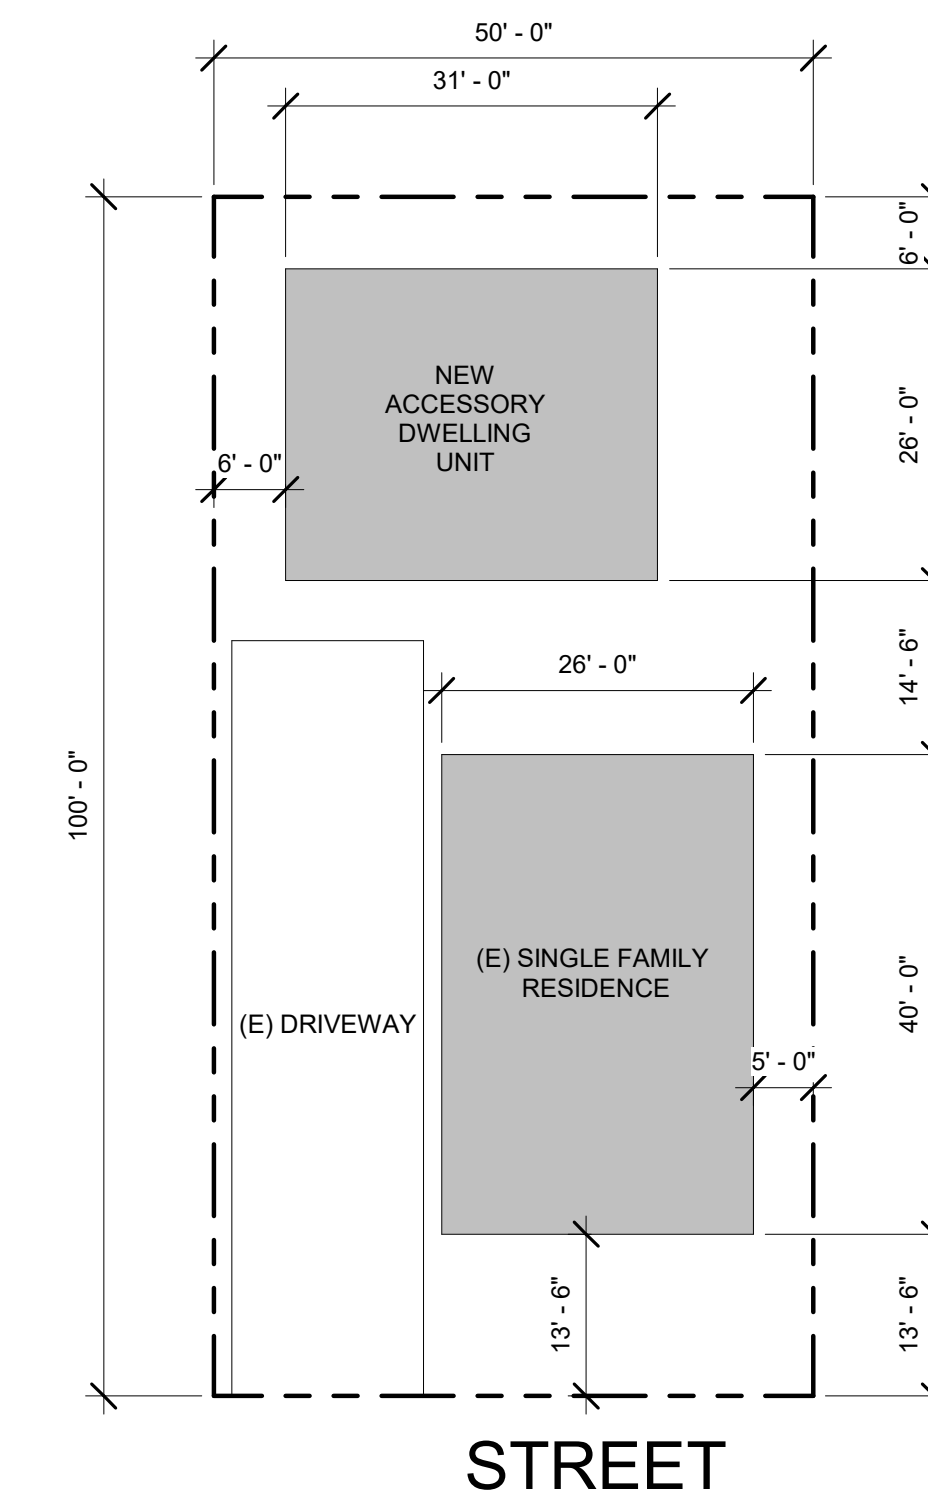 50' - 0"
31' - 0"
6' - 0"
NEW
ACCESSORY
DWELLING
UNIT
26' - 0"
6' - 0"
14' - 6"
26' - 0"
100' - 0"
(E) SINGLE FAMILY
RESIDENCE
40' - 0"
(E) DRIVEWAY
5' - 0"
13' - 6"
13' - 6"
STREET